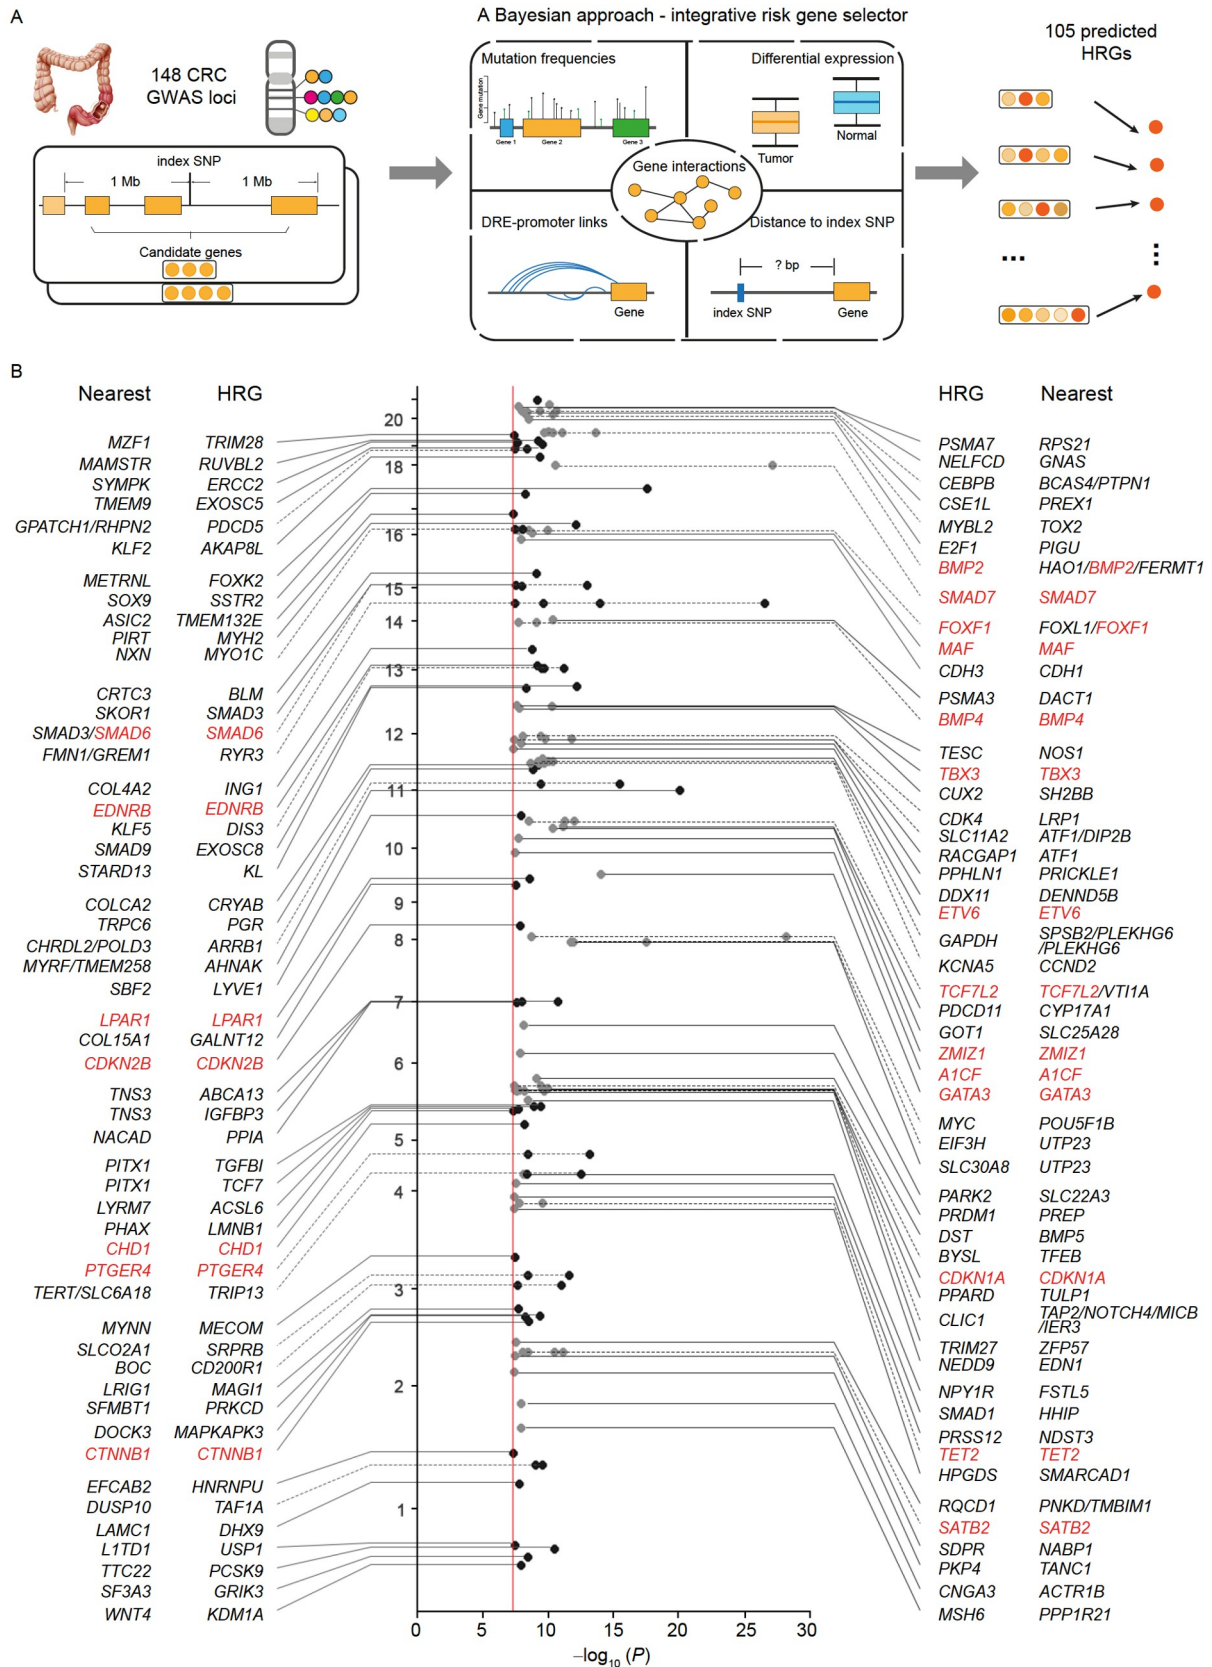 A
A Bayesian approach - integrative risk gene selector
148 CRC
GWAS loci
index SNP
1 Mb
1 Mb
Candidate genes
Mutation frequencies
Gene mutation
Gene 1
Gene 2
Gene 3
Differential expression
Tumor
Normal
Gene interactions
DRE-promoter links
Gene
Distance to index SNP
? bp
index SNP
Gene
105 predicted
HRGs
...
⋮
B
Nearest HRG
MZF1 TRIM28
MAMSTR RUVBL2
SYMPK ERCC2
TMEM9 EXOSC5
GPATCH1/RHPN2 PDCD5
KLF2 AKAP8L
METRNL FOXK2
SOX9 SSTR2
ASIC2 TMEM132E
PIRT MYH2
NXN MYO1C
CRTC3 BLM
SKOR1 SMAD3
SMAD3/SMAD6 SMAD6
FMN1/GREM1 RYR3
COL4A2 ING1
EDNRB EDNRB
KLF5 DIS3
SMAD9 EXOSC8
STARD13 KL
COLCA2 CRYAB
TRPC6 PGR
CHRDL2/POLD3 ARRB1
MYRF/TMEM258 AHNAK
SBF2 LYVE1
LPAR1 LPAR1
COL15A1 GALNT12
CDKN2B CDKN2B
TNS3 ABCA13
TNS3 IGFBP3
NACAD PPIA
PITX1 TGFBI
PITX1 TCF7
LYRM7 ACSL6
PHAX LMNB1
CHD1 CHD1
PTGER4 PTGER4
TERT/SLC6A18 TRIP13
MYNN MECOM
SLCO2A1 SRPRB
BOC CD200R1
LRIG1 MAGI1
SFMBT1 PRKCD
DOCK3 MAPKAPK3
CTNNB1 CTNNB1
EFCAB2 HNRNPU
DUSP10 TAF1A
LAMC1 DHX9
L1TD1 USP1
TTC22 PCSK9
SF3A3 GRIK3
WNT4 KDM1A
20
18
16
15
14
13
12
11
10
9
8
7
6
5
4
3
2
1
0 5 10 15 20 25 30
–log10 (P)
HRG Nearest
PSMA7 RPS21
NELFCD GNAS
CEBPB BCAS4/PTPN1
CSE1L PREX1
MYBL2 TOX2
E2F1 PIGU
BMP2 HAO1/BMP2/FERMT1
SMAD7 SMAD7
FOXF1 FOXL1/FOXF1
MAF MAF
CDH3 CDH1
PSMA3 DACT1
BMP4 BMP4
TESC NOS1
TBX3 TBX3
CUX2 SH2BB
CDK4 LRP1
SLC11A2 ATF1/DIP2B
RACGAP1 ATF1
PPHLN1 PRICKLE1
DDX11 DENND5B
ETV6 ETV6
GAPDH SPSB2/PLEKHG6
/PLEKHG6
KCNA5 CCND2
TCF7L2 TCF7L2/VTI1A
PDCD11 CYP17A1
GOT1 SLC25A28
ZMIZ1 ZMIZ1
A1CF A1CF
GATA3 GATA3
MYC POU5F1B
EIF3H UTP23
SLC30A8 UTP23
PARK2 SLC22A3
PRDM1 PREP
DST BMP5
BYSL TFEB
CDKN1A CDKN1A
PPARD TULP1
CLIC1 TAP2/NOTCH4/MICB
/IER3
TRIM27 ZFP57
NEDD9 EDN1
NPY1R FSTL5
SMAD1 HHIP
PRSS12 NDST3
TET2 TET2
HPGDS SMARCAD1
RQCD1 PNKD/TMBIM1
SATB2 SATB2
SDPR NABP1
PKP4 TANC1
CNGA3 ACTR1B
MSH6 PPP1R21